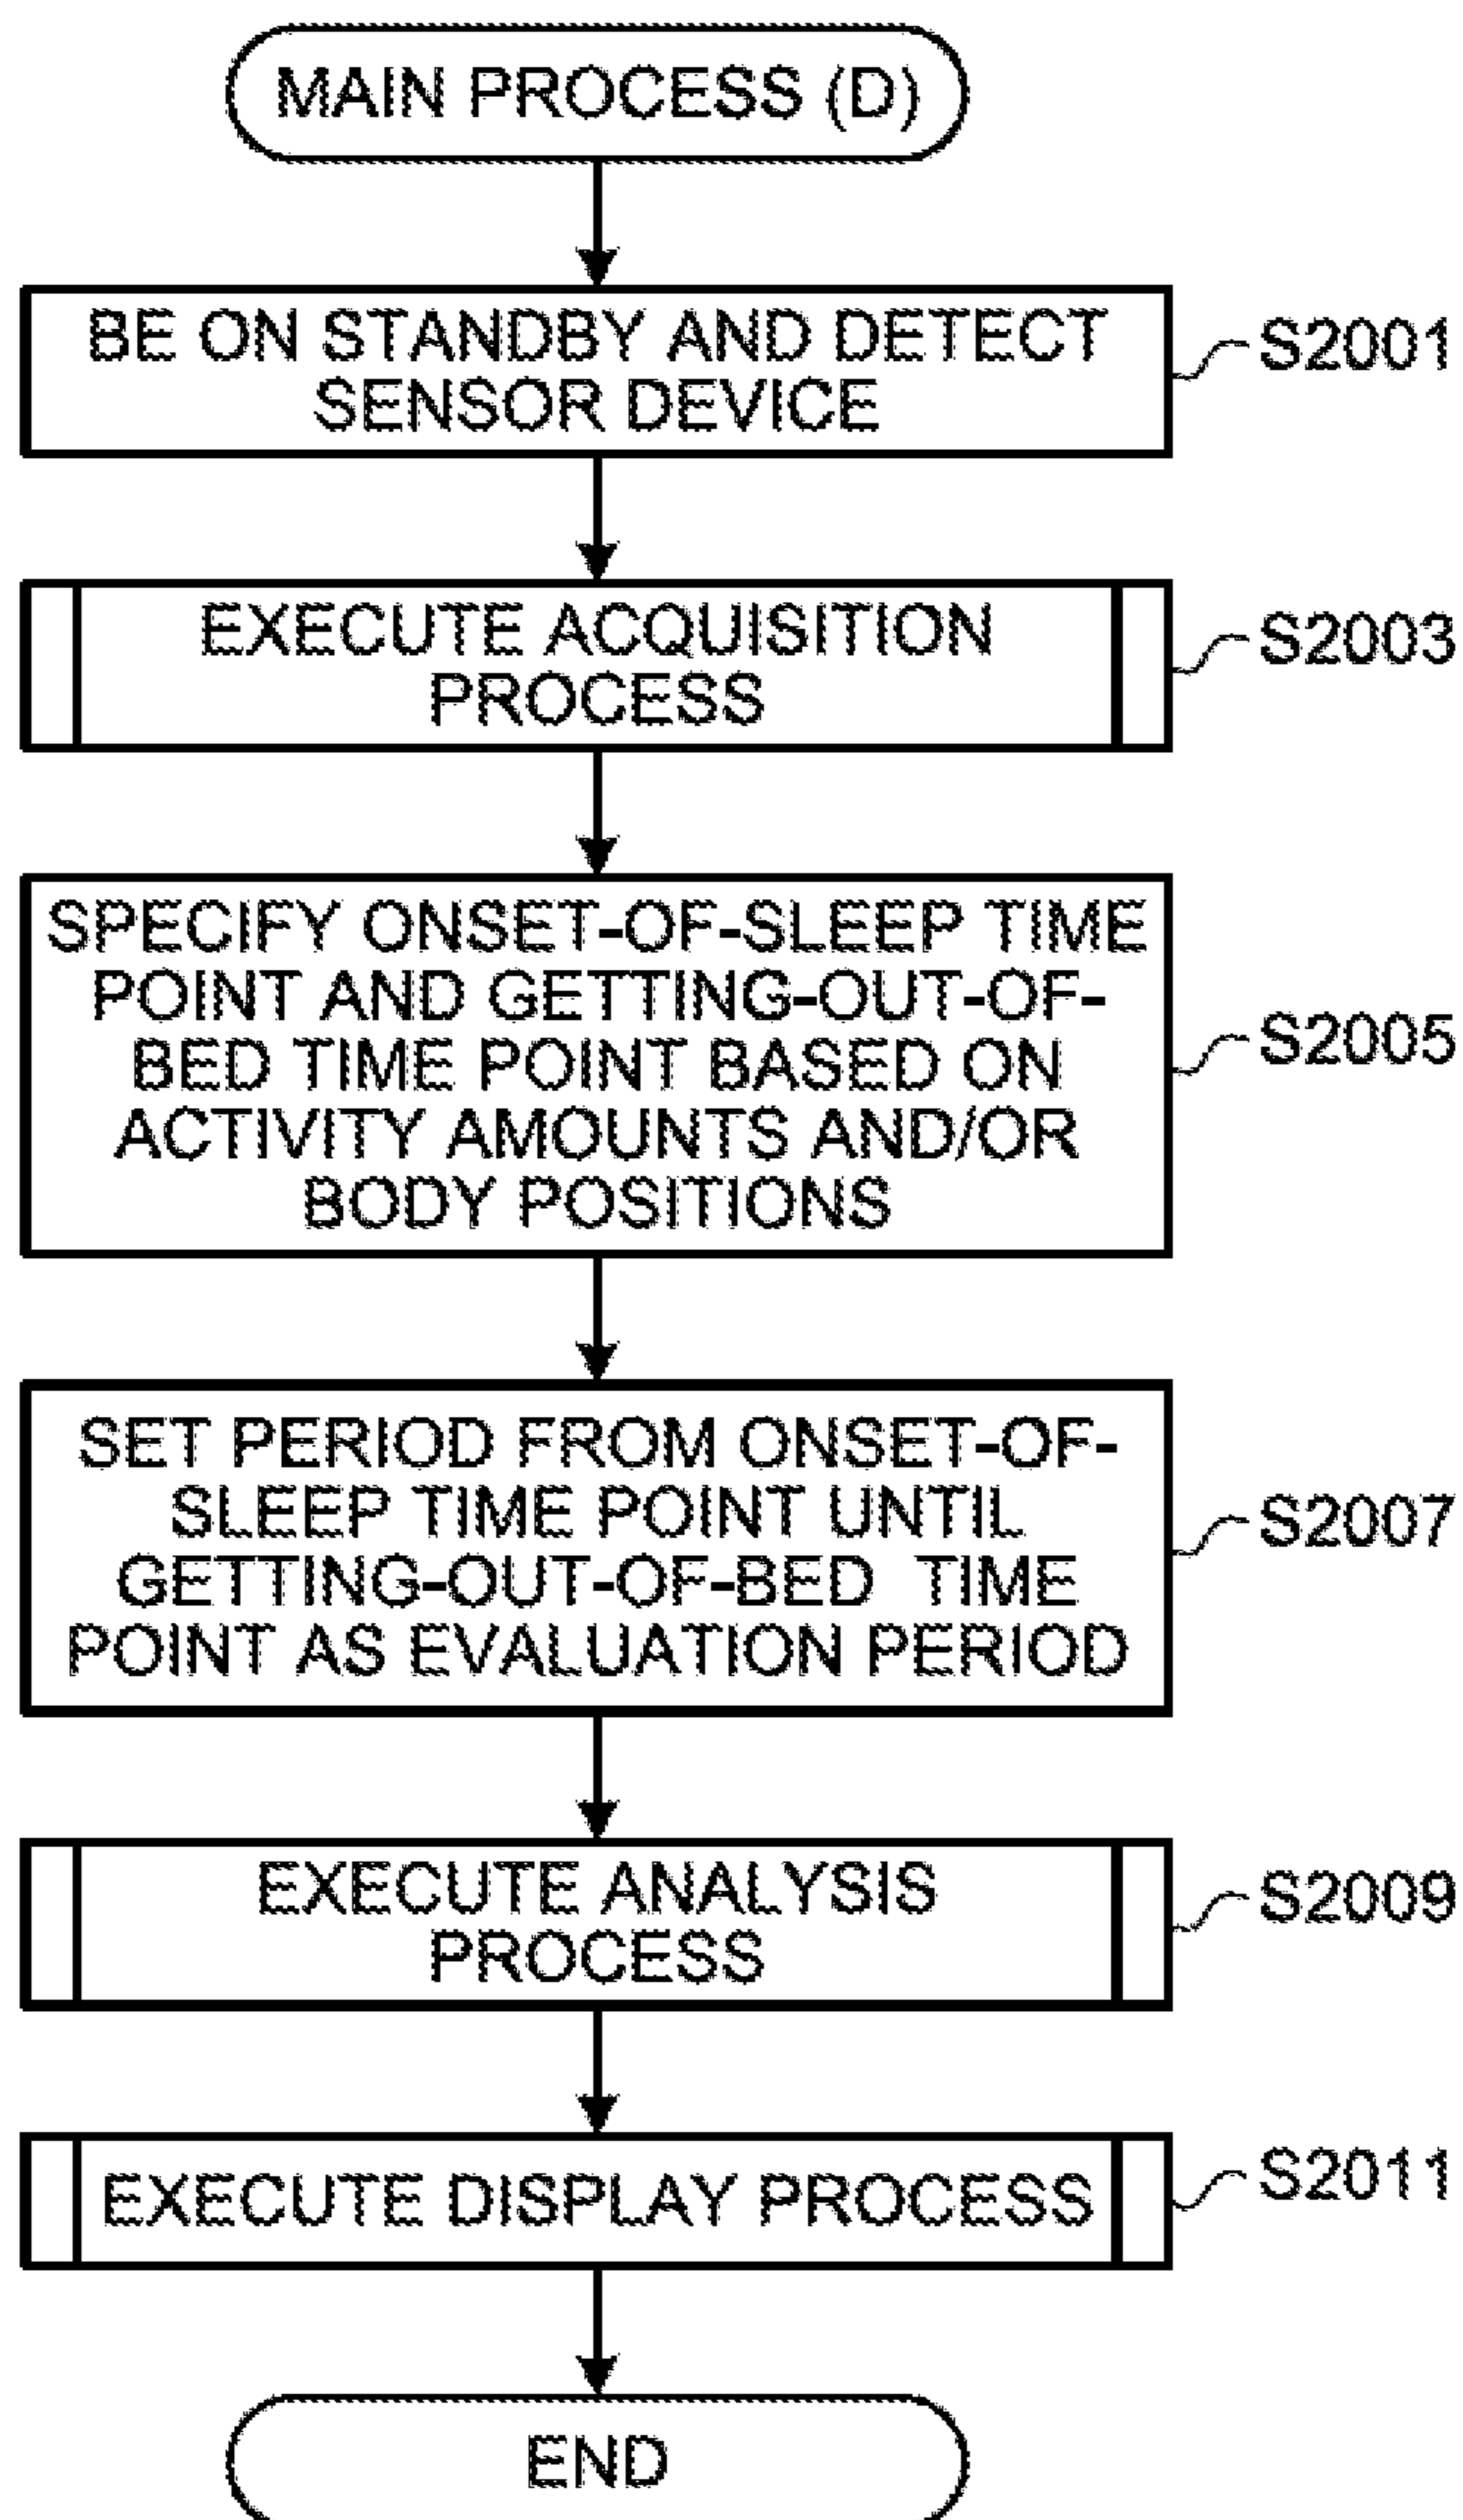 MAIN PROCESS (D)
BE ON STANDBY AND DETECT
SENSOR DEVICE
S2001
EXECUTE ACQUISITION
PROCESS
S2003
SPECIFY ONSET-OF-SLEEP TIME
POINT AND GETTING-OUT-OF-
BED TIME POINT BASED ON
ACTIVITY AMOUNTS AND/OR
BODY POSITIONS
S2005
SET PERIOD FROM ONSET-OF-
SLEEP TIME POINT UNTIL
GETTING-OUT-OF-BED TIME
POINT AS EVALUATION PERIOD
S2007
EXECUTE ANALYSIS
PROCESS
S2009
EXECUTE DISPLAY PROCESS
S2011
END